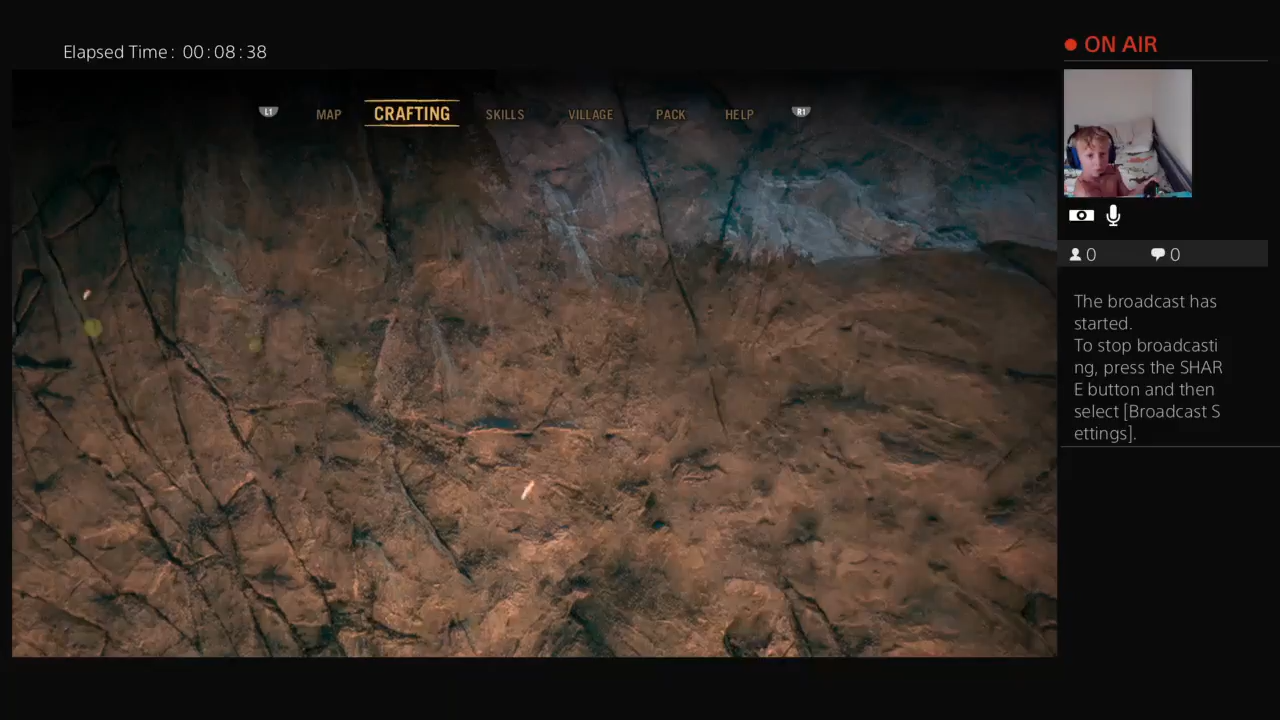 Elapsed Time: 00:08:38
ON AIR
L1 MAP CRAFTING SKILLS VILLAGE PACK HELP R1
0 0
The broadcast has
started.
To stop broadcasti
ng, press the SHAR
E button and then
select [Broadcast S
ettings].